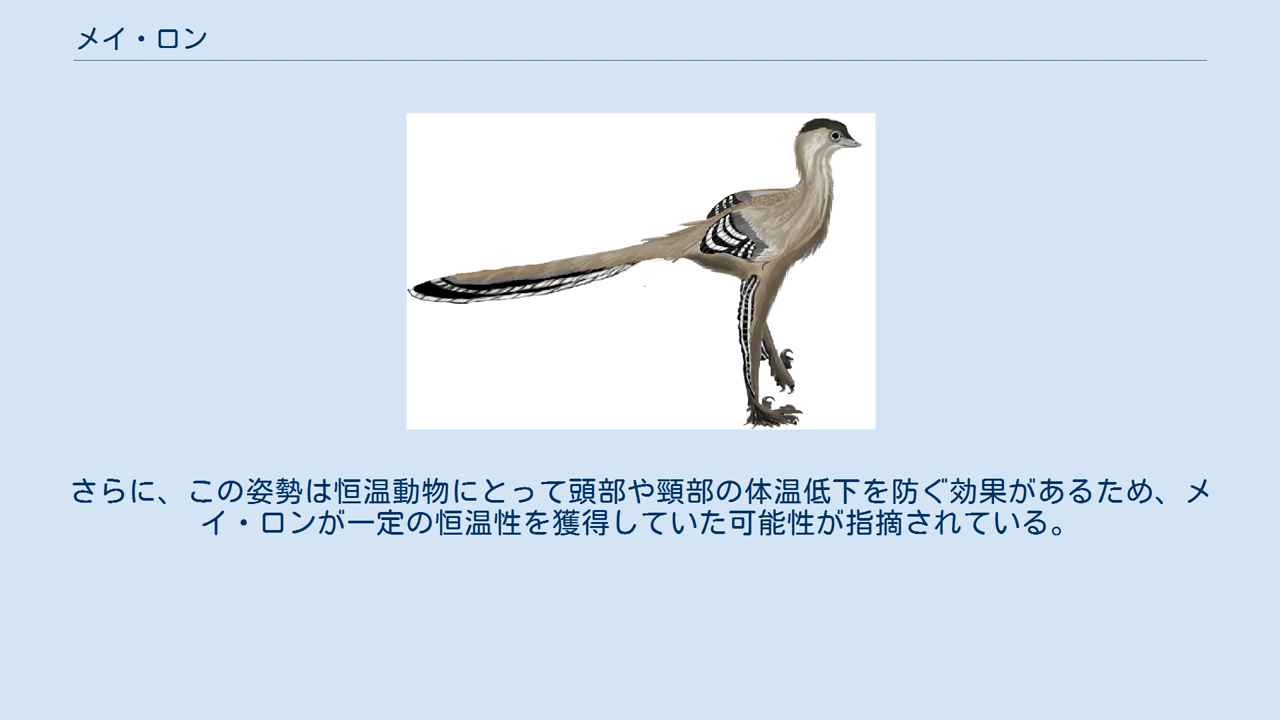 メイ・ロン
さらに、この姿勢は恒温動物にとって頭部や頸部の体温低下を防ぐ効果があるため、メ
イ・ロンが一定の恒温性を獲得していた可能性が指摘されている。